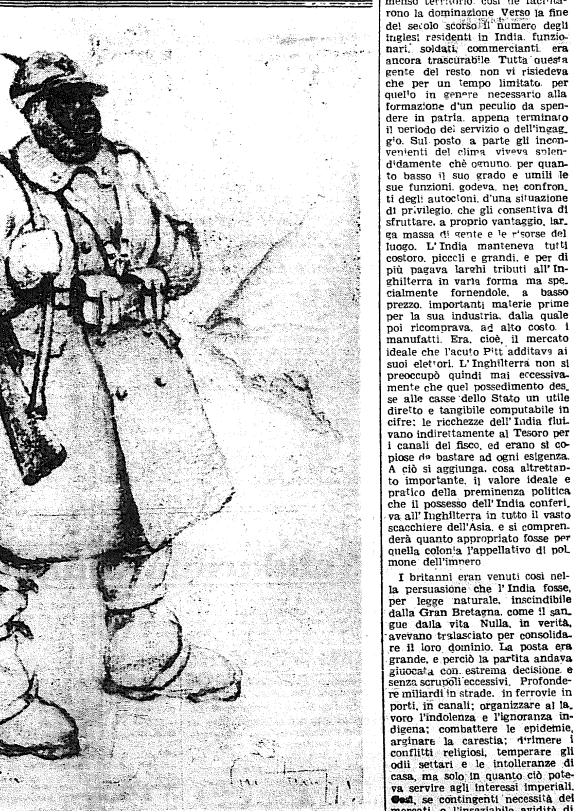 menso territorio. così ne facilita-
rono la dominazione Verso la fine
del secolo scorso il numero degli
inglesi residenti in India. funzio-
nari, soldati, commercianti. era
ancora trascurabile Tutta questa
gente del resto non vi risiedeva
che per un tempo limitato. per
quello in genere necessario alla
formazione d'un peculio da spen-
dere in patria. appena terminato
il periodo del servizio o dell'ingag-
gio. Sul posto a parte gli incon-
venienti del clima viveva splen-
didamente chè ognuno. per quan-
to basso il suo grado e umili le
sue funzioni. godeva. nei confron-
ti degli autoctoni. d'una situazione
di privilegio. che gli consentiva di
sfruttare. a proprio vantaggio. lar-
ga massa di gente e le risorse del
luogo. L'India manteneva tutti
costoro. piccoli e grandi. e per di
più pagava larghi tributi all'In-
ghilterra in varia forma ma spe-
cialmente fornendole, a basso
prezzo. importanti materie prime
per la sua industria. dalla quale
poi ricomprava. ad alto costo. i
manufatti. Era, cioè, il mercato
ideale che l'acuto Pitt additava ai
suoi elettori. L'Inghilterra non si
preoccupò quindi mai eccessiva-
mente che quel possedimento des-
se alle casse dello Stato un utile
diretto e tangibile computabile in
cifre; le ricchezze dell'India flui-
vano indirettamente al Tesoro per
i canali del fisco, ed erano sì co-
piose da bastare ad ogni esigenza.
A ciò si aggiunga. cosa altrettan-
to importante. il valore ideale e
pratico della preminenza politica
che il possesso dell'India conferi-
va all'Inghilterra in tutto il vasto
scacchiere dell'Asia. e si compren-
derà quanto appropriato fosse per
quella colonia l'appellativo di pol-
mone dell'impero
I britanni eran venuti così nel-
la persuasione che l'India fosse,
per legge naturale. inscindibile
dalla Gran Bretagna. come il san-
gue dalla vita Nulla, in verità,
avevano tralasciato per consolida-
re il loro dominio. La posta era
grande, e perciò la partita andava
giuocata con estrema decisione e
senza scrupoli eccessivi. Profonde-
re miliardi in strade. in ferrovie in
porti, in canali; organizzare al la-
voro l'indolenza e l'ignoranza in-
digena; combattere le epidemie,
arginare la carestia; dirimere i
conflitti religiosi, temperare gli
odii settari e le intolleranze di
casa, ma solo in quanto ciò pote-
va servire agli interessi imperiali.
Così, se contingenti necessità dei
mercati o l'insaziabile avidità di